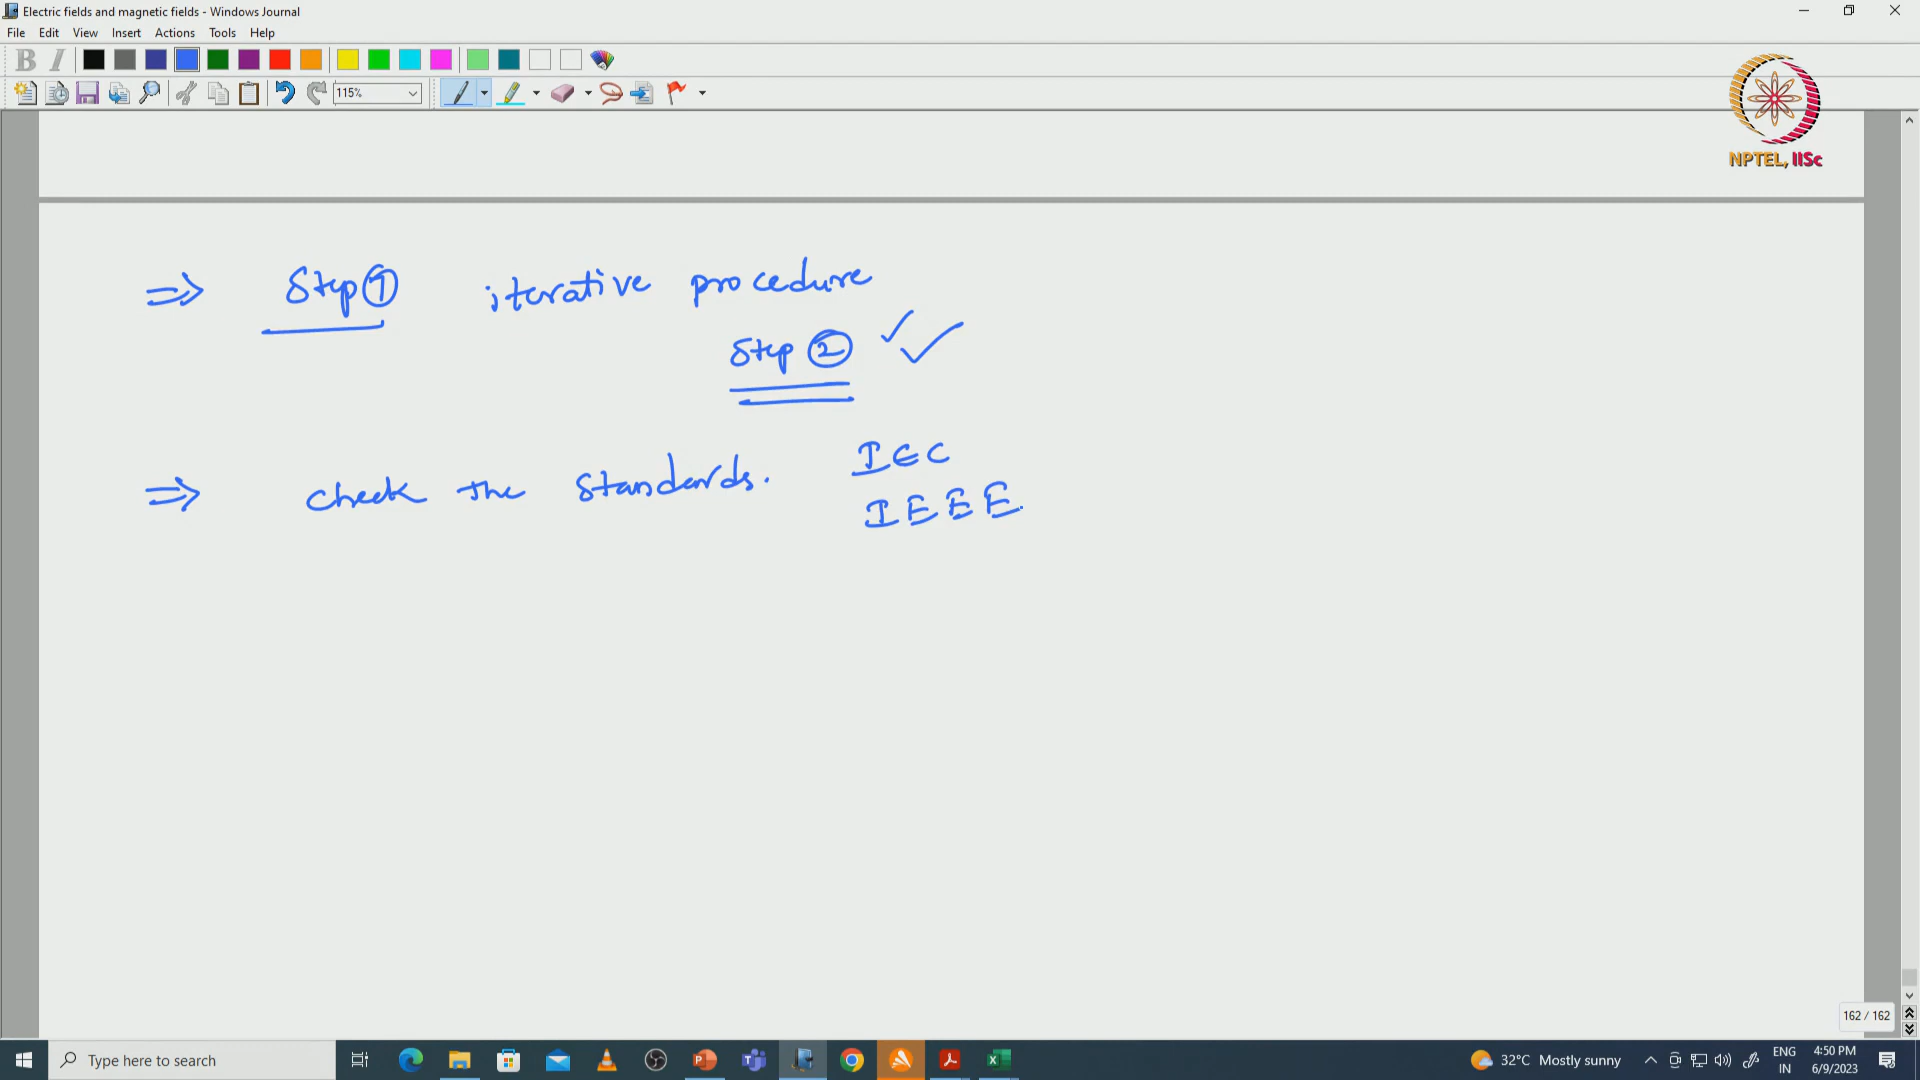 Electric fields and magnetic fields - Windows Journal
File Edit View Insert Actions Tools Help
B I
115%
NPTEL, IISc
⇒ Step ① iterative procedure
Step ② ✓✓
⇒ check the standards. IEC
IEEE
162 / 162
Type here to search
32°C Mostly sunny
ENG
IN
4:50 PM
6/9/2023